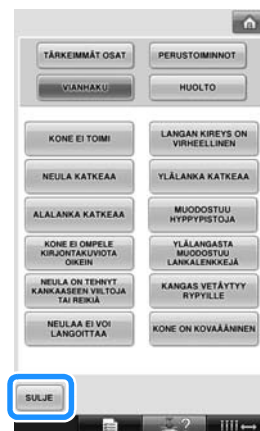 TÄRKEIMMÄT OSAT
PERUSTOIMINNOT
VIANHAKU
HUOLTO
KONE EI TOIMI
LANGAN KIREYS ON
VIRHEELLINEN
NEULA KATKEAA
YLÄLANKA KATKEAA
ALALANKA KATKEAA
MUODOSTUU
HYPPYPISTOJA
KONE EI OMPELE
KIRJONTAKUVIOTA
OIKEIN
YLÄLANGASTA
MUODOSTUU
LANKALENKKEJÄ
NEULA ON TEHNYT
KANKAASEEN VIILTOJA
TAI REIKIÄ
KANGAS VETÄYTYY
RYPYILLE
NEULAA EI VOI
LANGOITTAA
KONE ON KOVAÄÄNINEN
SULJE
?